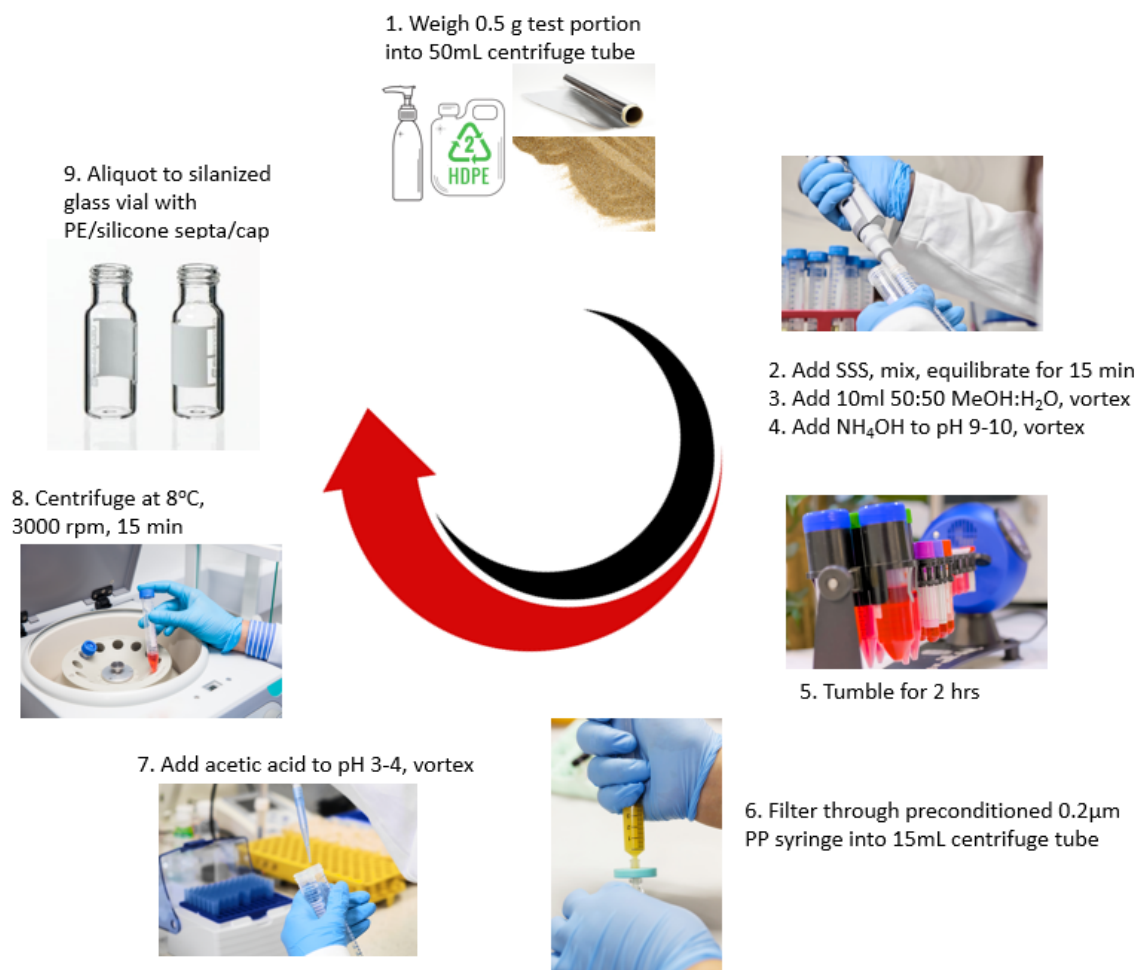 1. Weigh 0.5 g test portion
into 50mL centrifuge tube
2
HDPE
2. Add SSS, mix, equilibrate for 15 min
3. Add 10ml 50:50 MeOH:H₂O, vortex
4. Add NH₄OH to pH 9-10, vortex
5. Tumble for 2 hrs
6. Filter through preconditioned 0.2µm
PP syringe into 15mL centrifuge tube
7. Add acetic acid to pH 3-4, vortex
8. Centrifuge at 8°C,
3000 rpm, 15 min
9. Aliquot to silanized
glass vial with
PE/silicone septa/cap